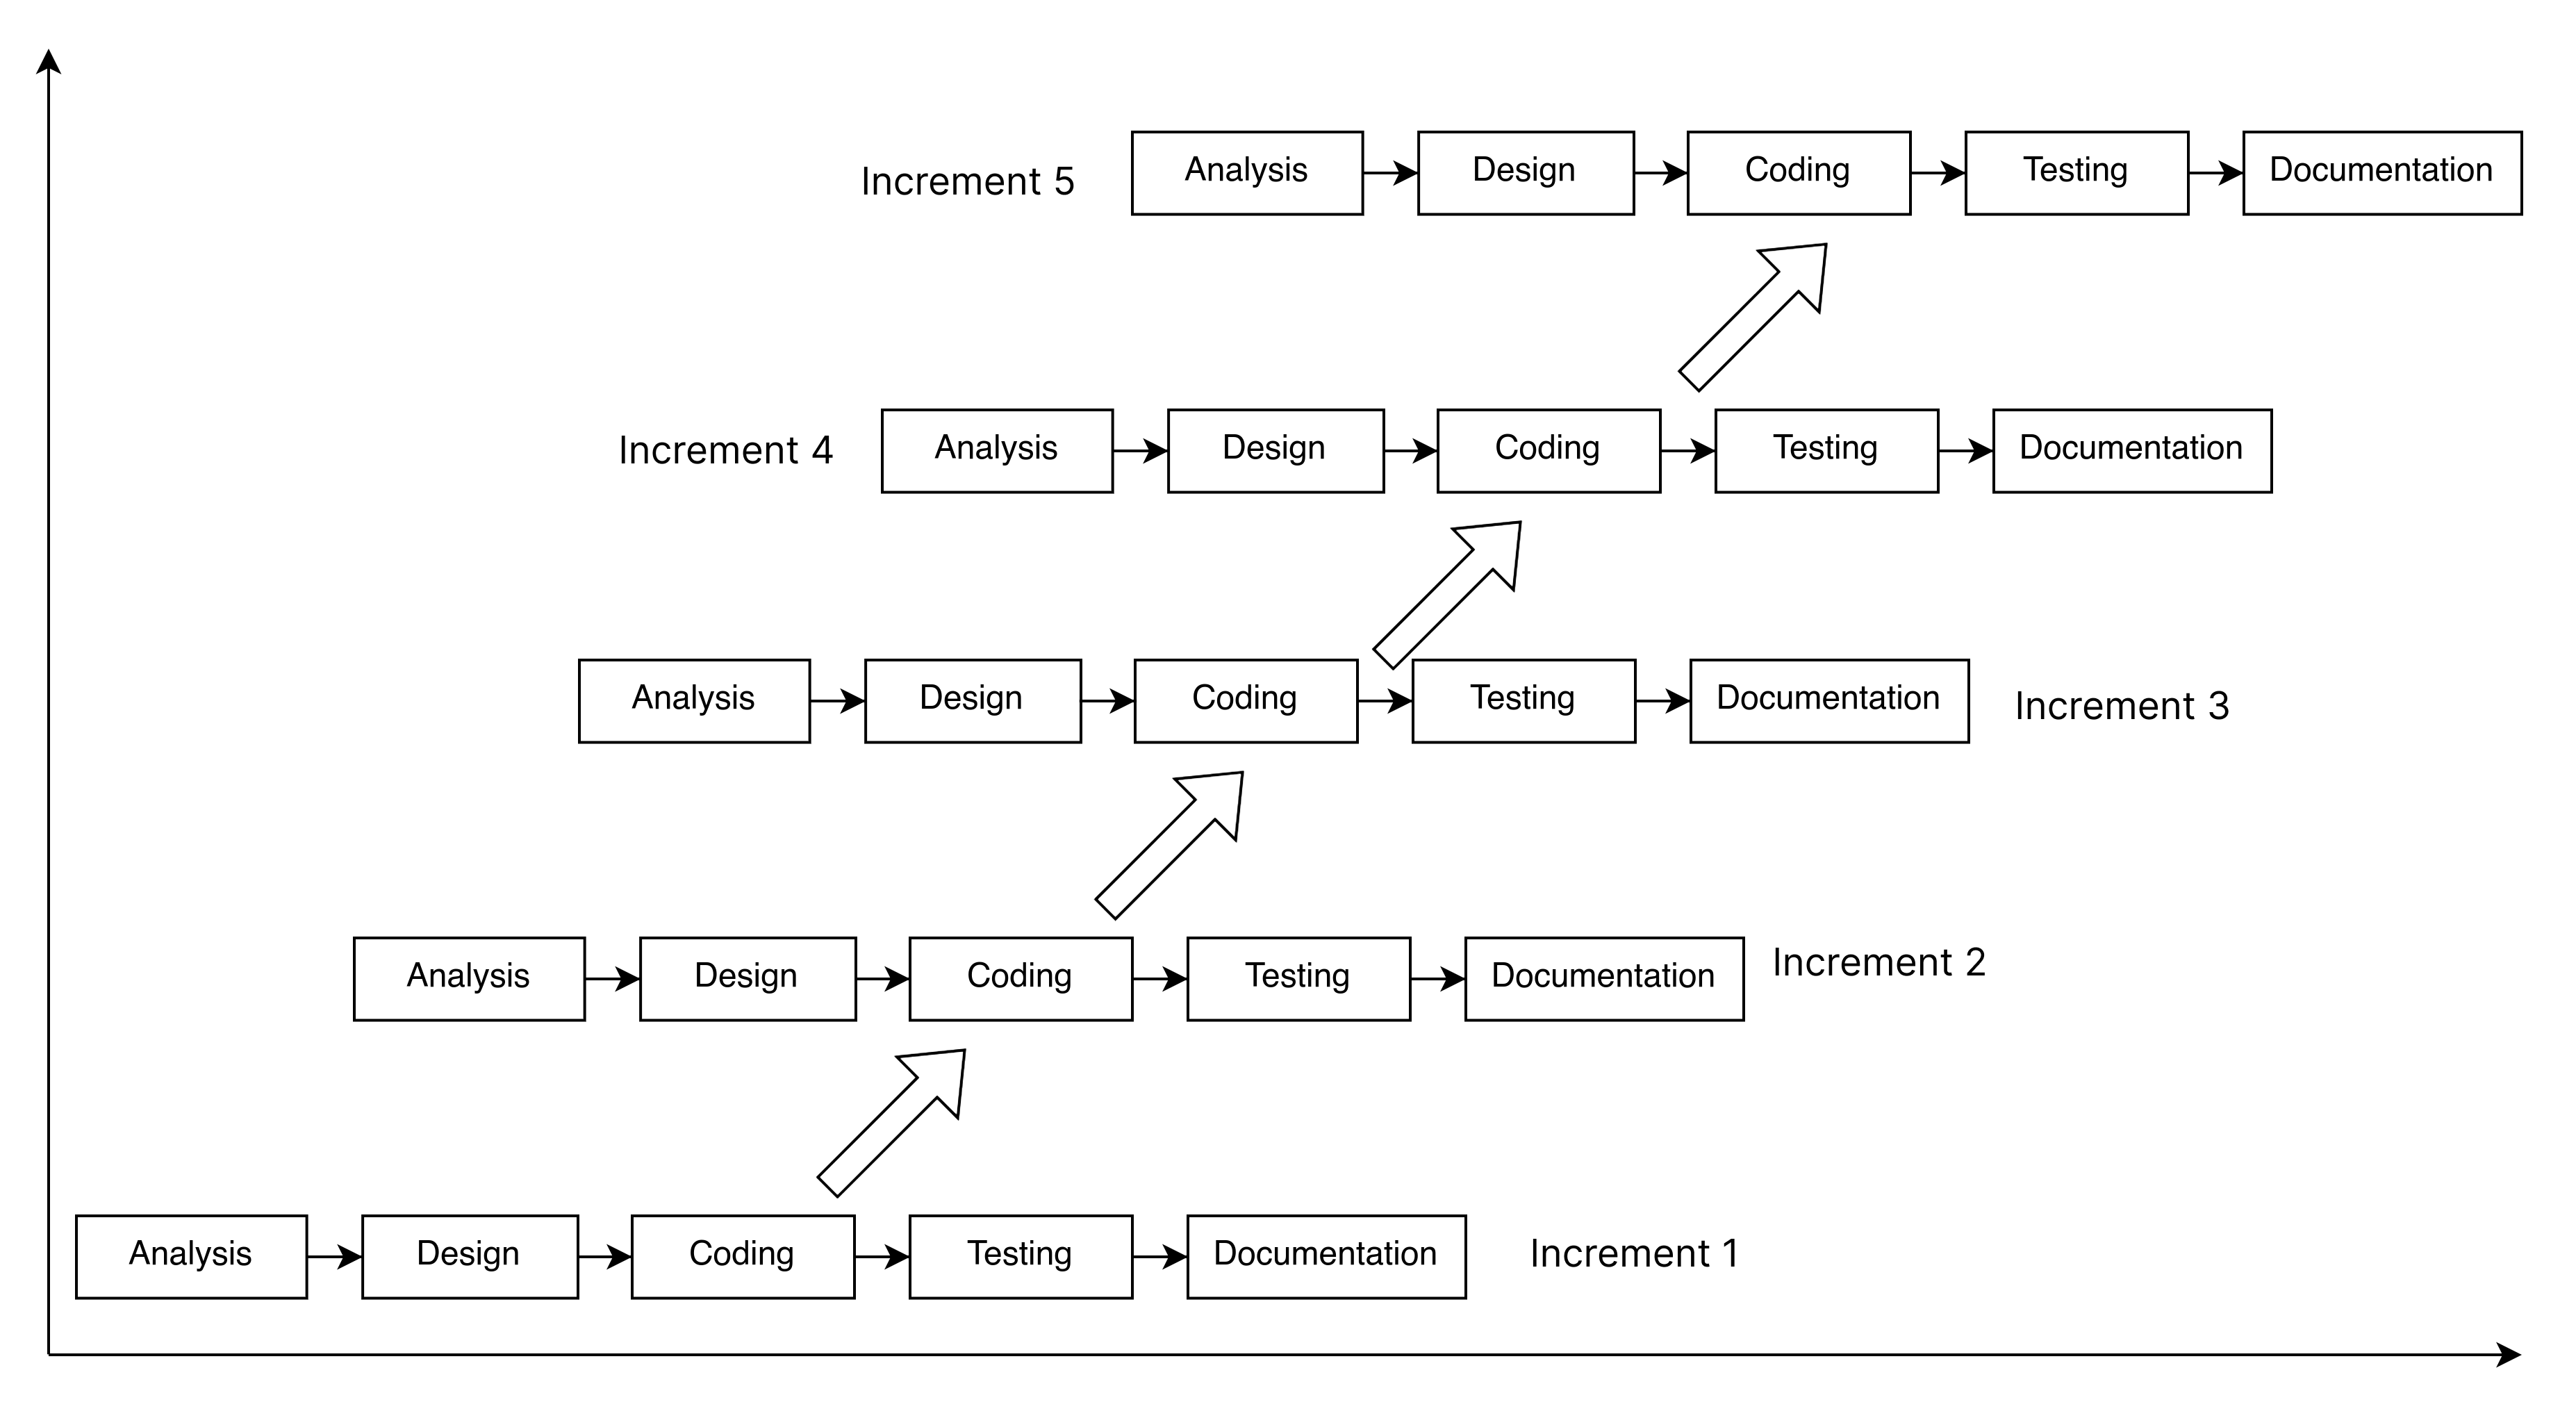 Increment 5
Analysis
Design
Coding
Testing
Documentation
Increment 4
Analysis
Design
Coding
Testing
Documentation
Analysis
Design
Coding
Testing
Documentation
Increment 3
Analysis
Design
Coding
Testing
Documentation
Increment 2
Analysis
Design
Coding
Testing
Documentation
Increment 1